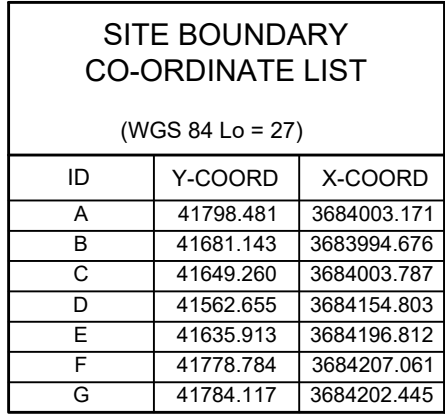 SITE BOUNDARY
CO-ORDINATE LIST
(WGS 84 Lo = 27)
ID Y-COORD X-COORD
A 41798.481 3684003.171
B 41681.143 3683994.676
C 41649.260 3684003.787
D 41562.655 3684154.803
E 41635.913 3684196.812
F 41778.784 3684207.061
G 41784.117 3684202.445